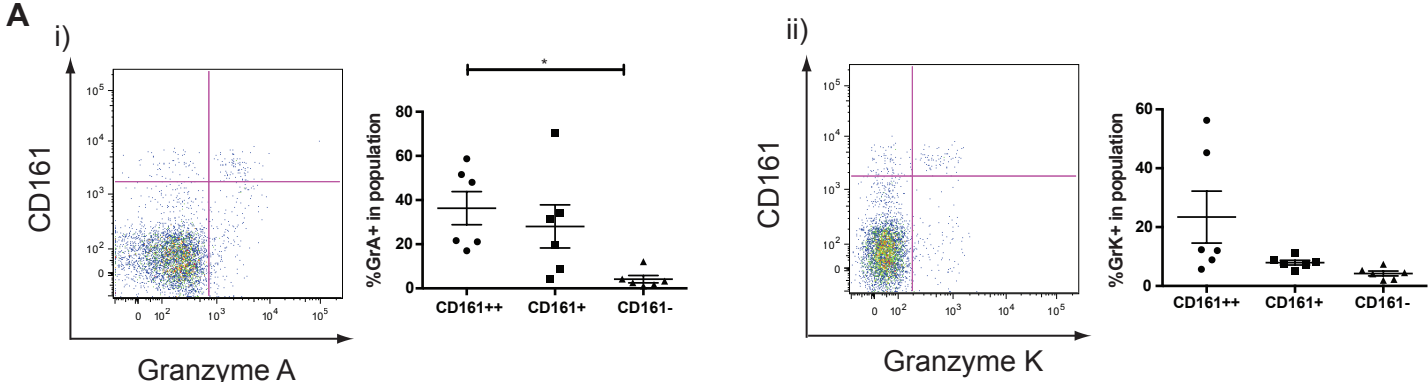 A
i)
CD161
10⁵
10⁴
10³
10²
0
0 10² 10³ 10⁴ 10⁵
Granzyme A
*
%GrA+ in population
80
60
40
20
0
CD161++ CD161+ CD161-
ii)
CD161
10⁵
10⁴
10³
10²
0
0 10² 10³ 10⁴ 10⁵
Granzyme K
%GrK+ in population
60
40
20
0
CD161++ CD161+ CD161-